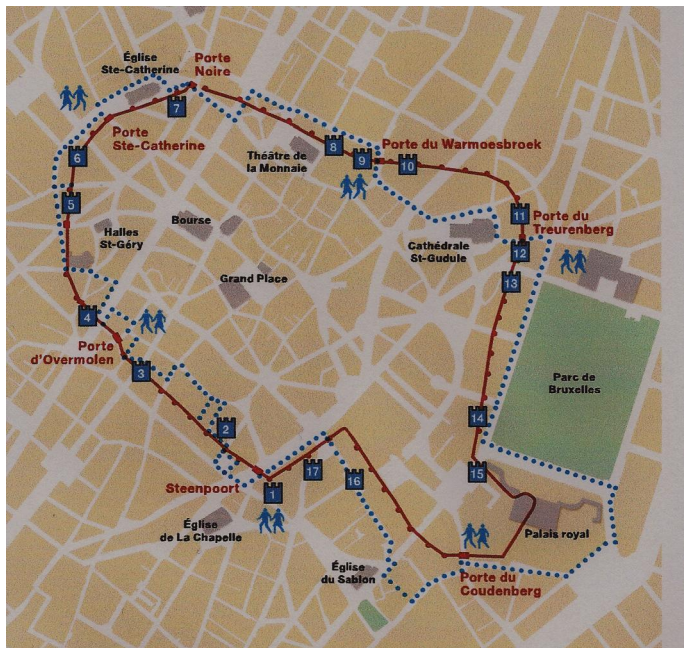 Église
Ste-Catherine
Porte
Noire
7
Porte
Ste-Catherine
6
Théâtre de
la Monnaie
8
9
Porte du Warmoesbroek
10
5
Halles
St-Géry
Bourse
Cathédrale
St-Gudule
11
Porte du
Treurenberg
12
13
Grand Place
4
Porte
d'Overmolen
3
Parc de
Bruxelles
14
2
Steenpoort
1
17
16
15
Église
de La Chapelle
Palais royal
Église
du Sablon
Porte du
Coudenberg